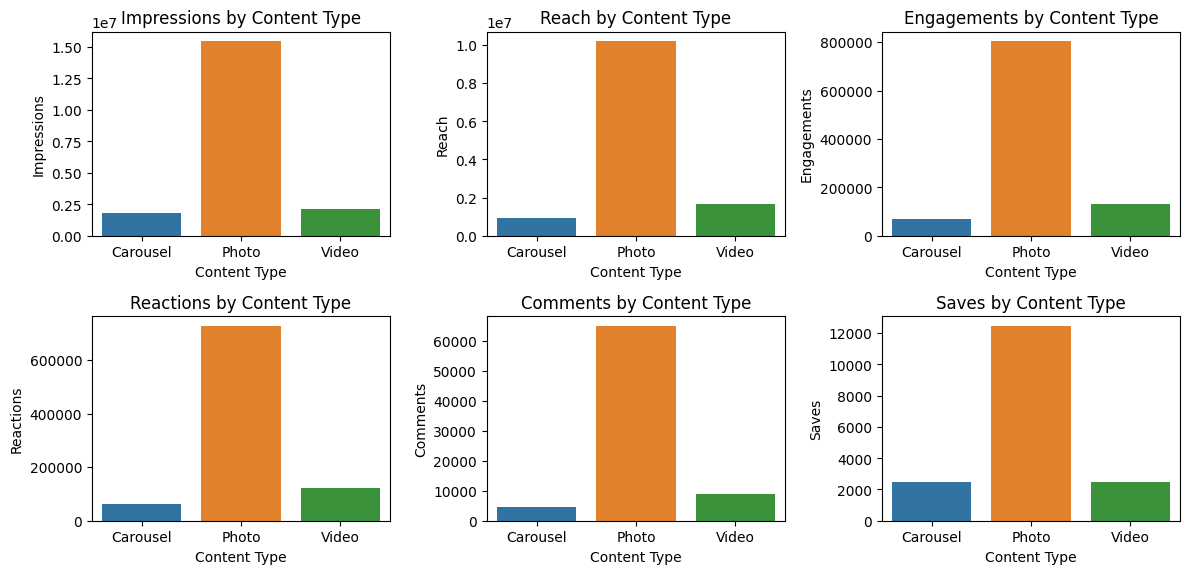 Impressions by Content Type
1e7
1.50
1.25
1.00
0.75
0.50
0.25
0.00
Impressions
Carousel Photo Video
Content Type
Reach by Content Type
1e7
1.0
0.8
0.6
0.4
0.2
0.0
Reach
Carousel Photo Video
Content Type
Engagements by Content Type
800000
600000
400000
200000
0
Engagements
Carousel Photo Video
Content Type
Reactions by Content Type
600000
400000
200000
0
Reactions
Carousel Photo Video
Content Type
Comments by Content Type
60000
50000
40000
30000
20000
10000
0
Comments
Carousel Photo Video
Content Type
Saves by Content Type
12000
10000
8000
6000
4000
2000
0
Saves
Carousel Photo Video
Content Type